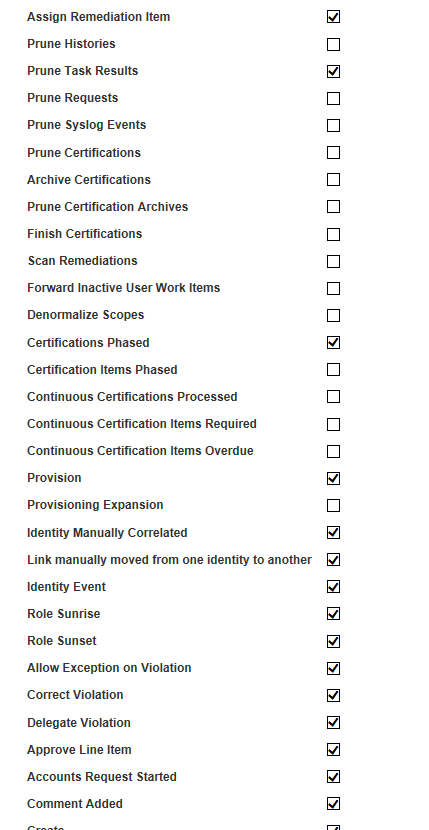 Assign Remediation Item
Prune Histories
Prune Task Results
Prune Requests
Prune Syslog Events
Prune Certifications
Archive Certifications
Prune Certification Archives
Finish Certifications
Scan Remediations
Forward Inactive User Work Items
Denormalize Scopes
Certifications Phased
Certification Items Phased
Continuous Certifications Processed
Continuous Certification Items Required
Continuous Certification Items Overdue
Provision
Provisioning Expansion
Identity Manually Correlated
Link manually moved from one identity to another
Identity Event
Role Sunrise
Role Sunset
Allow Exception on Violation
Correct Violation
Delegate Violation
Approve Line Item
Accounts Request Started
Comment Added
Create